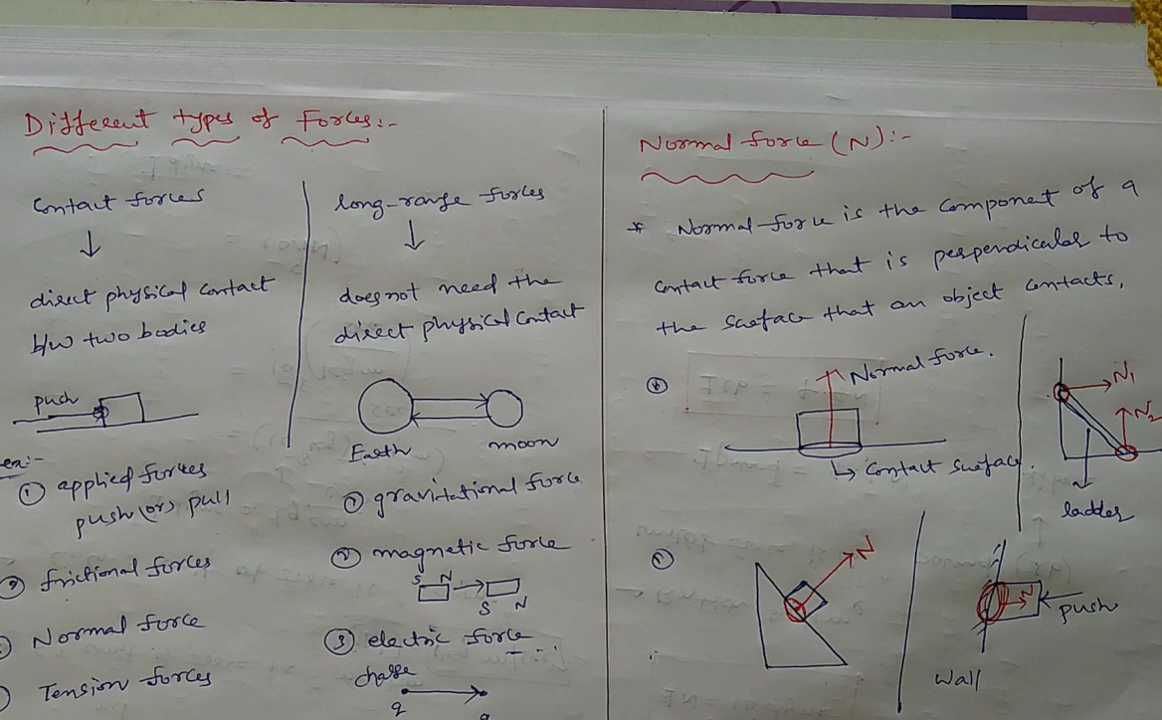 Different types of Forces:-
Contact forces
direct physical contact
b/w two bodies
push
ex:-
① applied forces
push (or) pull
② frictional forces
Normal force
Tension forces
long-range forces
does not need the
direct physical contact
Earth
moon
① gravitational force
② magnetic force
S N
S N
③ electric force...
charge
q
Normal force (N):-
* Normal force is the component of a
contact force that is perpendicular to
the surface that an object contacts,
Normal force.
Contact surface.
N1
N2
ladder
N
N
push
Wall